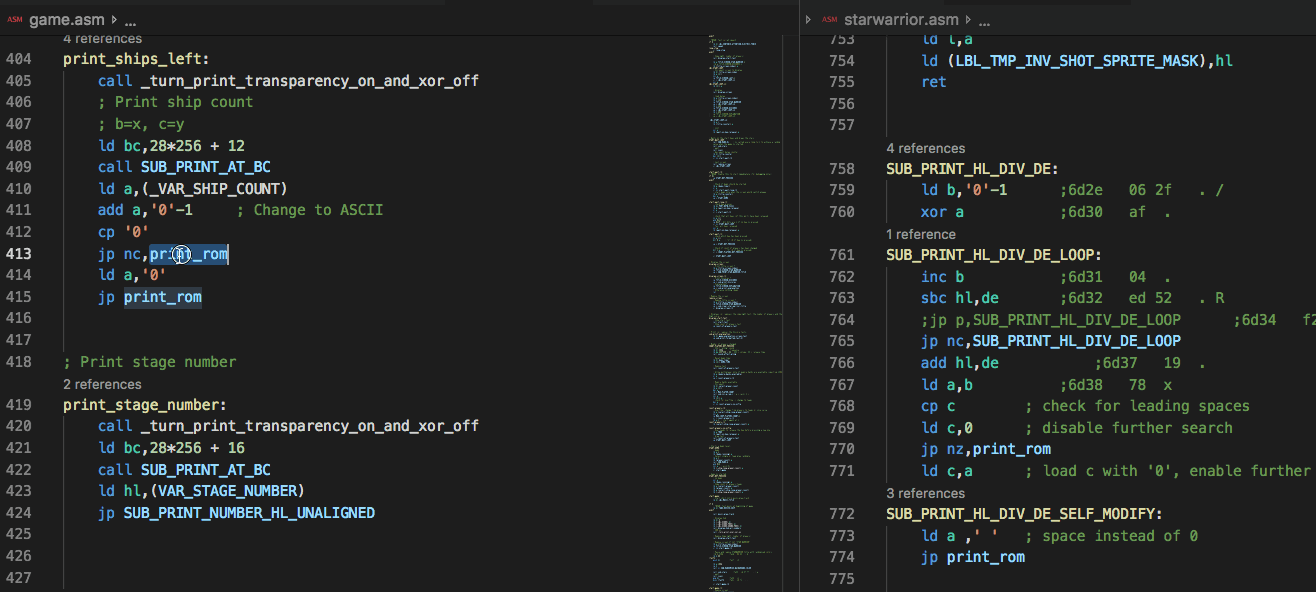 ASM game.asm > ...
4 references
404 print_ships_left:
405 call _turn_print_transparency_on_and_xor_off
406 ; Print ship count
407 ; b=x, c=y
408 ld bc,28*256 + 12
409 call SUB_PRINT_AT_BC
410 ld a,(_VAR_SHIP_COUNT)
411 add a,'0'-1 ; Change to ASCII
412 cp '0'
413 jp nc,print_rom
414 ld a,'0'
415 jp print_rom
416
417
418 ; Print stage number
2 references
419 print_stage_number:
420 call _turn_print_transparency_on_and_xor_off
421 ld bc,28*256 + 16
422 call SUB_PRINT_AT_BC
423 ld hl,(VAR_STAGE_NUMBER)
424 jp SUB_PRINT_NUMBER_HL_UNALIGNED
425
426
427
> ASM starwarrior.asm > ...
753 ld l,a
754 ld (LBL_TMP_INV_SHOT_SPRITE_MASK),hl
755 ret
756
757
4 references
758 SUB_PRINT_HL_DIV_DE:
759 ld b,'0'-1 ;6d2e 06 2f . /
760 xor a ;6d30 af .
1 reference
761 SUB_PRINT_HL_DIV_DE_LOOP:
762 inc b ;6d31 04 .
763 sbc hl,de ;6d32 ed 52 . R
764 ;jp p,SUB_PRINT_HL_DIV_DE_LOOP ;6d34 f2
765 jp nc,SUB_PRINT_HL_DIV_DE_LOOP
766 add hl,de ;6d37 19 .
767 ld a,b ;6d38 78 x
768 cp c ; check for leading spaces
769 ld c,0 ; disable further search
770 jp nz,print_rom
771 ld c,a ; load c with '0', enable further
3 references
772 SUB_PRINT_HL_DIV_DE_SELF_MODIFY:
773 ld a ,' ' ; space instead of 0
774 jp print_rom
775